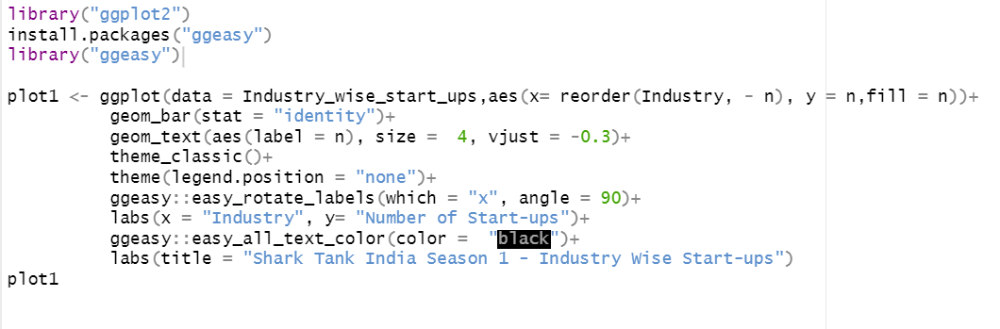 library("ggplot2")
install.packages("ggeasy")
library("ggeasy")
plot1 <- ggplot(data = Industry_wise_start_ups,aes(x= reorder(Industry, - n), y = n,fill = n))+
geom_bar(stat = "identity")+
geom_text(aes(label = n), size =  4, vjust = -0.3)+
theme_classic()+
theme(legend.position = "none")+
ggeasy::easy_rotate_labels(which = "x", angle = 90)+
labs(x = "Industry", y= "Number of Start-ups")+
ggeasy::easy_all_text_color(color =  "black")+
labs(title = "Shark Tank India Season 1 - Industry Wise Start-ups")
plot1